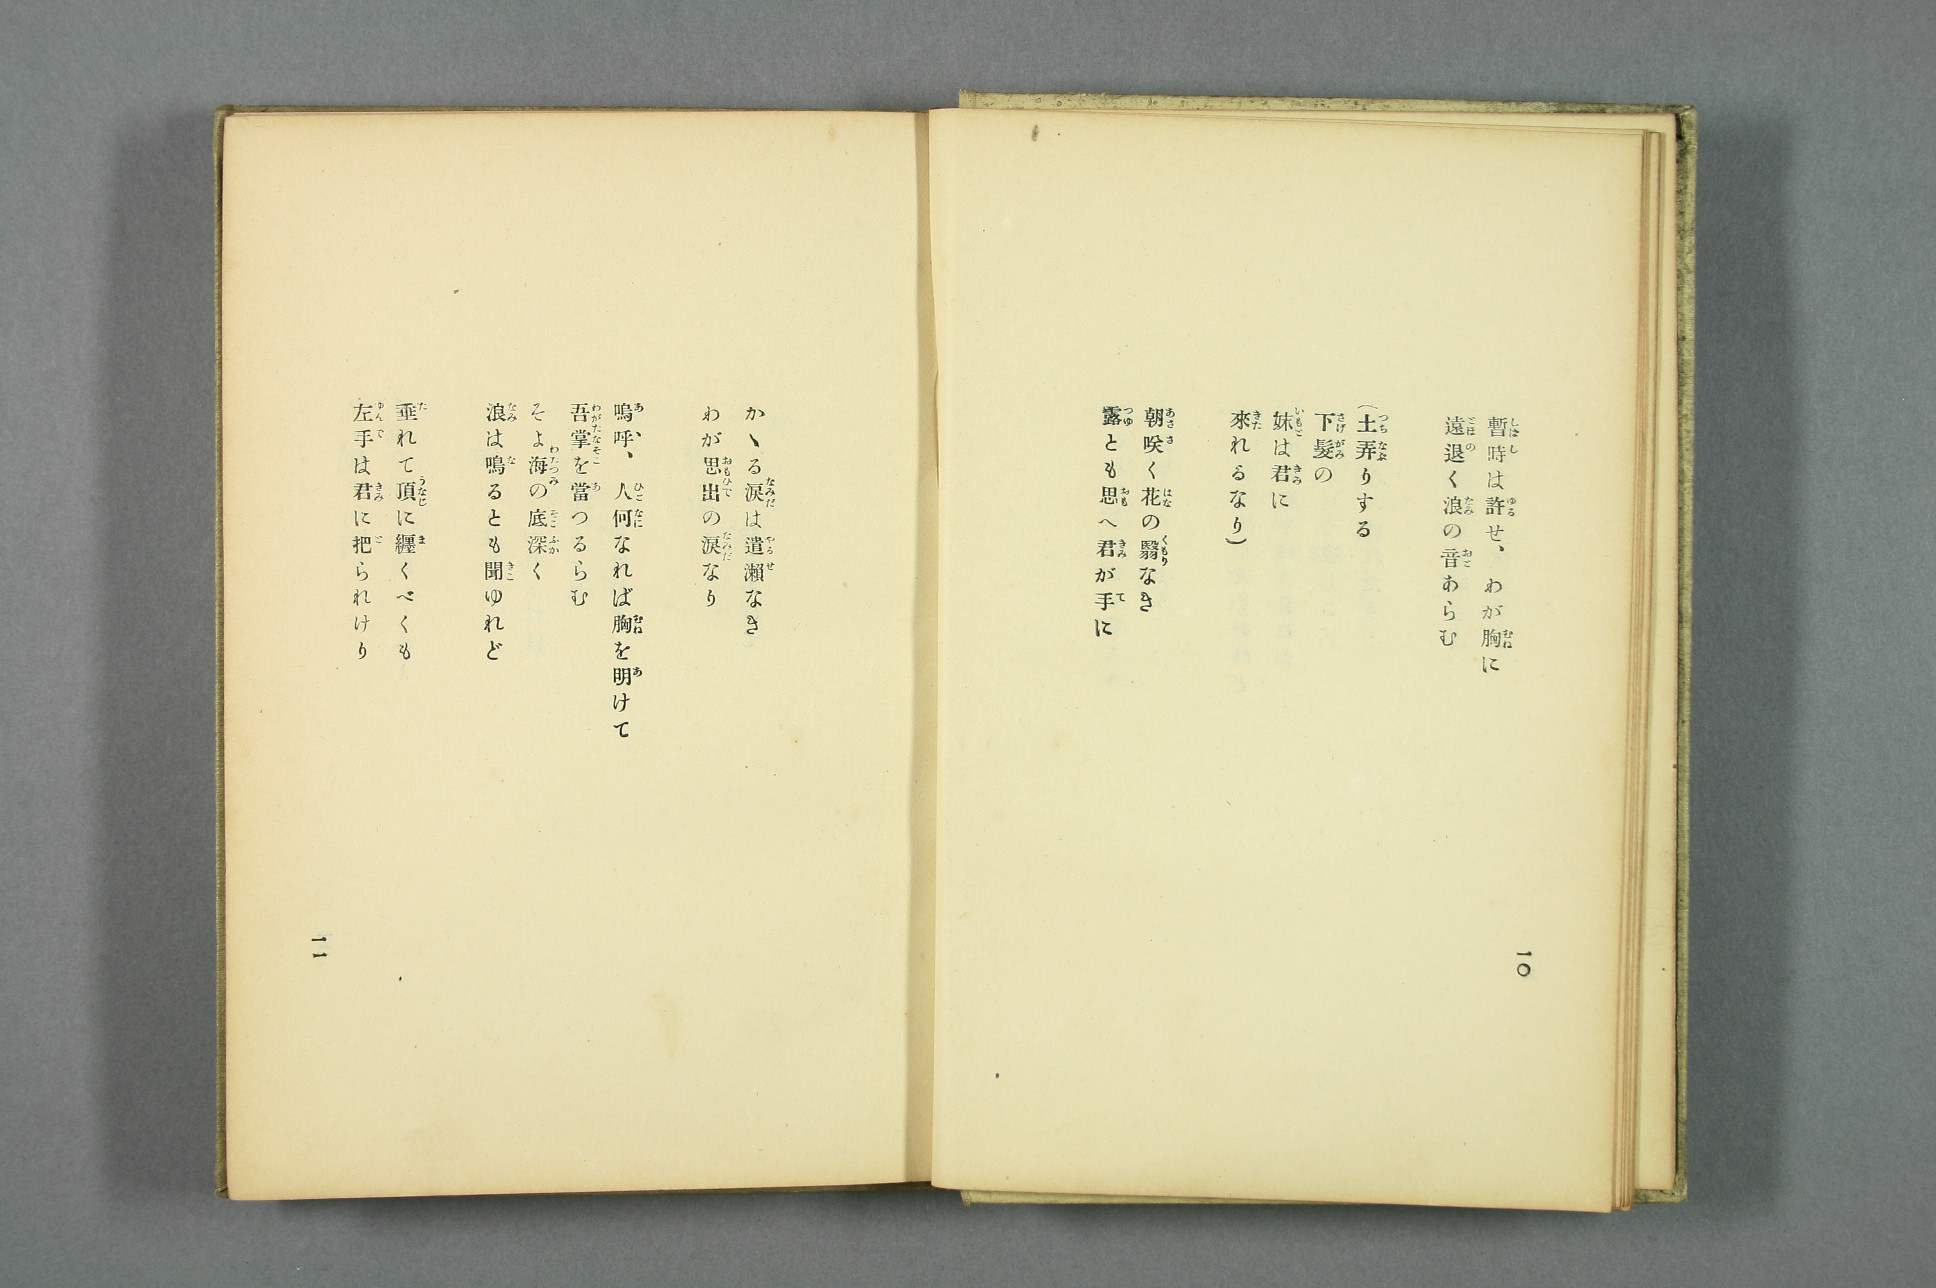 暫時は許せ、わが胸に
遠退く浪の音あらむ
(土弄りする
下髮の
妹は君に
來れるなり)
朝咲く花の翳なき
露とも思へ君が手に
一〇
かゝる淚は遣瀨なき
わが思出の淚なり
嗚呼、人何なれば胸を明けて
吾掌を當つるらむ
そよ海の底深く
浪は鳴るとも聞ゆれど
垂れて頂に纒くべくも
左手は君に把られけり
一一